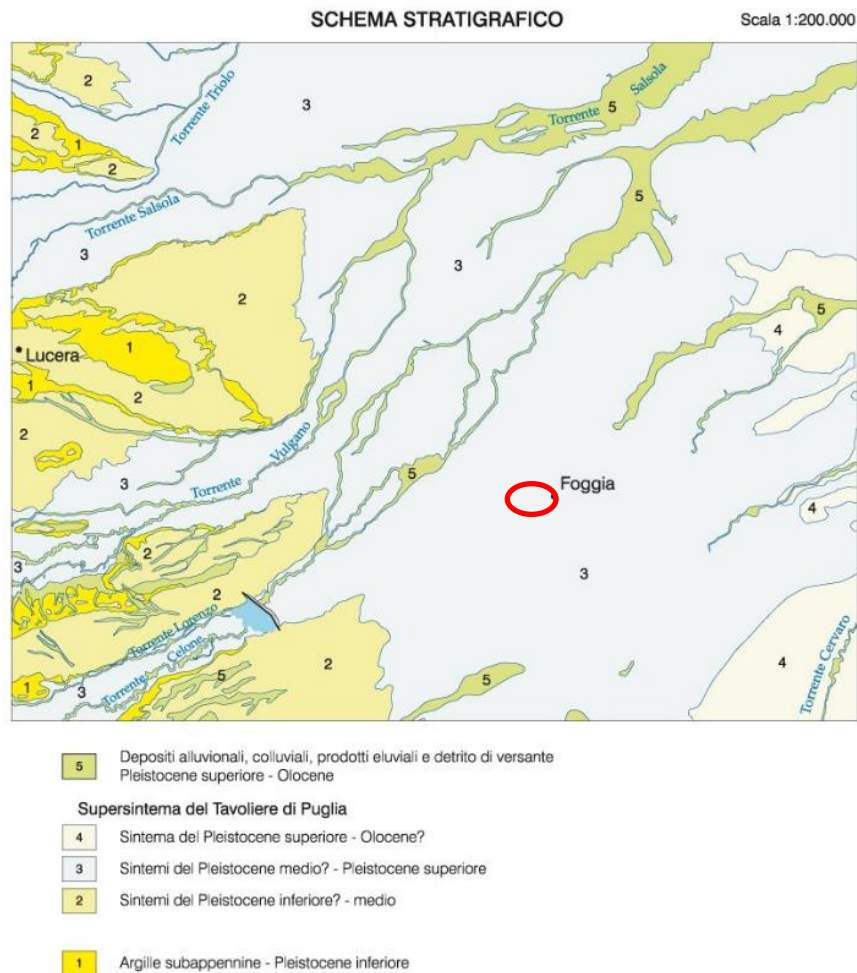 SCHEMA STRATIGRAFICO
Scala 1:200.000
2
3
5
Torrente Salsola
Torrente Triolo
2
1
2
5
Torrente Salsola
3
3
2
5
4
Lucera
1
1
2
2
Torrente Vulgano
3
5
Foggia
4
3
2
3
2
Torrente Lorenzo
Torrente Celone
2
4
Torrente Cervaro
1
3
5
5
5 Depositi alluvionali, colluviali, prodotti eluviali e detrito di versante
Pleistocene superiore - Olocene
Supersintema del Tavoliere di Puglia
4 Sintema del Pleistocene superiore - Olocene?
3 Sintemi del Pleistocene medio? - Pleistocene superiore
2 Sintemi del Pleistocene inferiore? - medio
1 Argille subappennine - Pleistocene inferiore